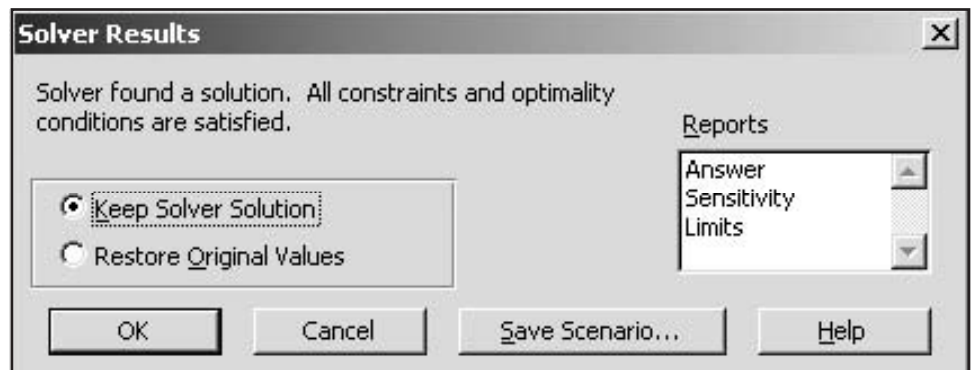 Solver Results
Solver found a solution. All constraints and optimality
conditions are satisfied.
Reports
Answer
Sensitivity
Limits
Keep Solver Solution
Restore Original Values
OK
Cancel
Save Scenario...
Help